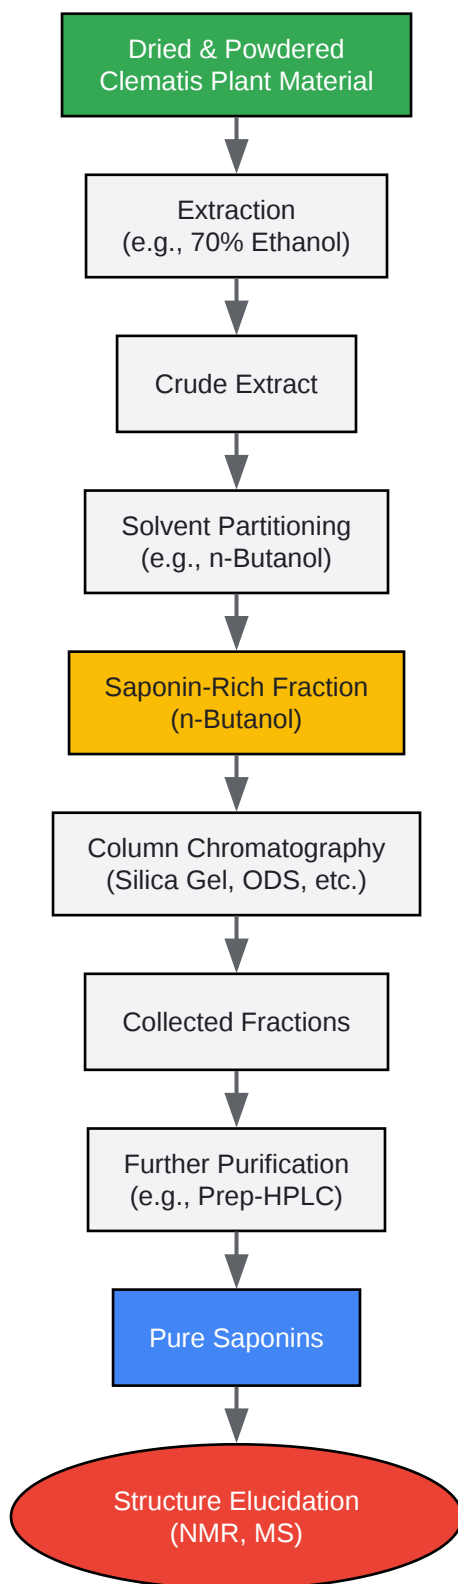 Dried & Powdered
Clematis Plant Material
Extraction
(e.g., 70% Ethanol)
Crude Extract
Solvent Partitioning
(e.g., n-Butanol)
Saponin-Rich Fraction
(n-Butanol)
Column Chromatography
(Silica Gel, ODS, etc.)
Collected Fractions
Further Purification
(e.g., Prep-HPLC)
Pure Saponins
Structure Elucidation
(NMR, MS)